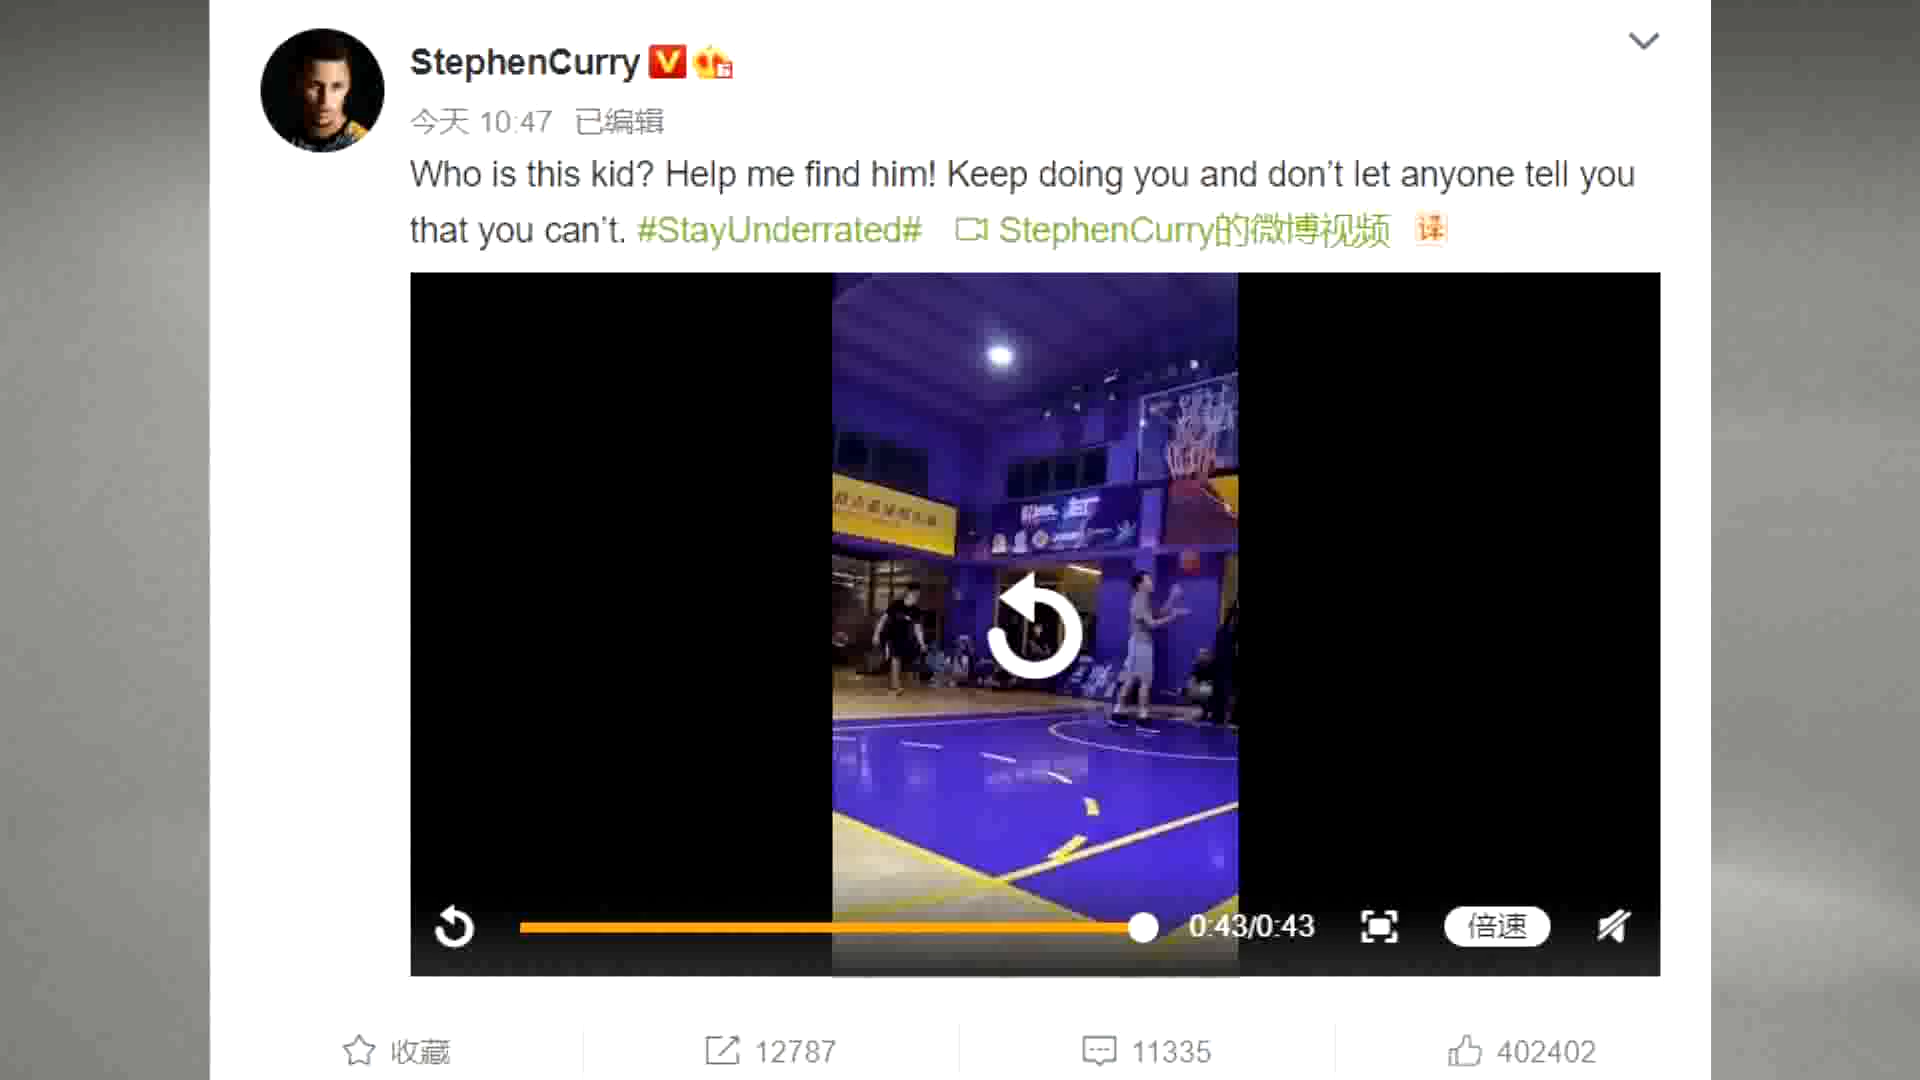 StephenCurry
今天 10:47 已编辑
Who is this kid? Help me find him! Keep doing you and don’t let anyone tell you
that you can’t. #StayUnderrated# StephenCurry的微博视频 译
0:43/0:43 倍速
收藏 12787 11335 402402